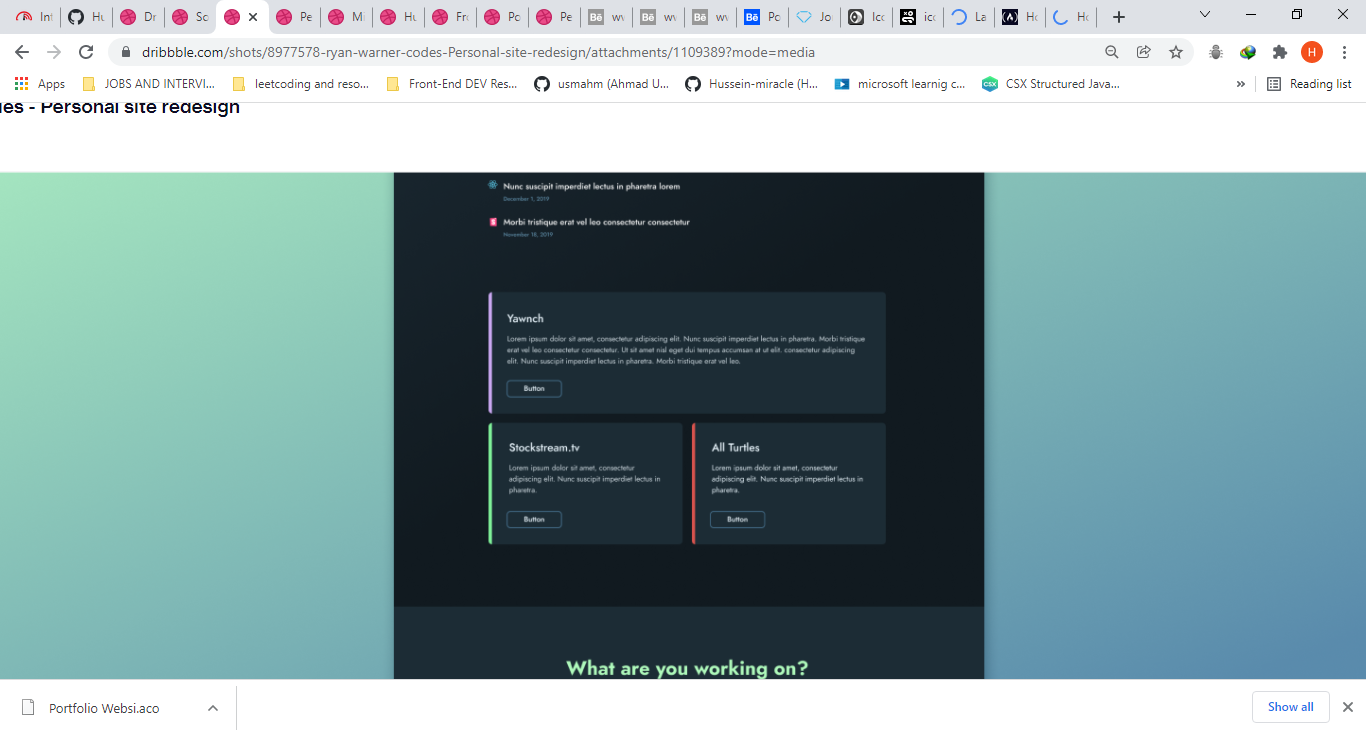 Int
Hu
Dr
Sc
Pe
M
Hu
Fr
Po
Pe
wv
wv
wv
Po
Jo
Ico
ico
La
Ho
Ho
dribbble.com/shots/8977578-ryan-warner-codes-Personal-site-redesign/attachments/1109389?mode=media
H
Apps
JOBS AND INTERVI...
leetcoding and reso...
Front-End DEV Res...
usmahm (Ahmad U...
Hussein-miracle (H...
microsoft learnig c...
CSX Structured Java...
»
Reading list
es - Personal site redesign
Nunc suscipit imperdiet lectus in pharetra lorem
December 1, 2019
Morbi tristique erat vel leo consectetur consectetur
November 18, 2019
Yawnch
Lorem ipsum dolor sit amet, consectetur adipiscing elit. Nunc suscipit imperdiet lectus in pharetra. Morbi tristique
erat vel leo consectetur consectetur. Ut sit amet nisl eget dui tempus accumsan at ut elit. consectetur adipiscing
elit. Nunc suscipit imperdiet lectus in pharetra. Morbi tristique erat vel leo.
Button
Stockstream.tv
Lorem ipsum dolor sit amet, consectetur
adipiscing elit. Nunc suscipit imperdiet lectus in
pharetra.
Button
All Turtles
Lorem ipsum dolor sit amet, consectetur
adipiscing elit. Nunc suscipit imperdiet lectus in
pharetra.
Button
What are you working on?
Portfolio Websi.aco
Show all